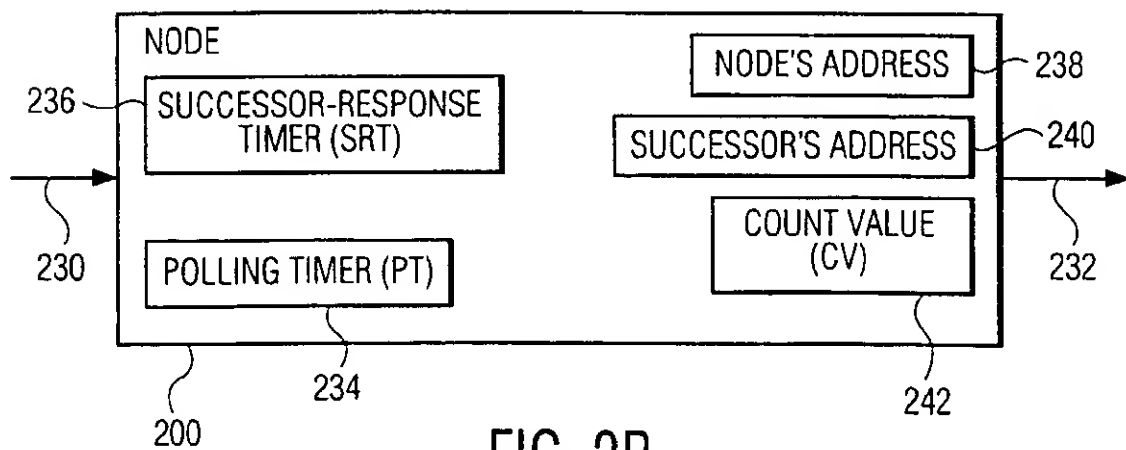 NODE
NODE'S ADDRESS
238
236
SUCCESSOR-RESPONSE
TIMER (SRT)
SUCCESSOR'S ADDRESS
240
230
COUNT VALUE
(CV)
232
POLLING TIMER (PT)
234
242
200